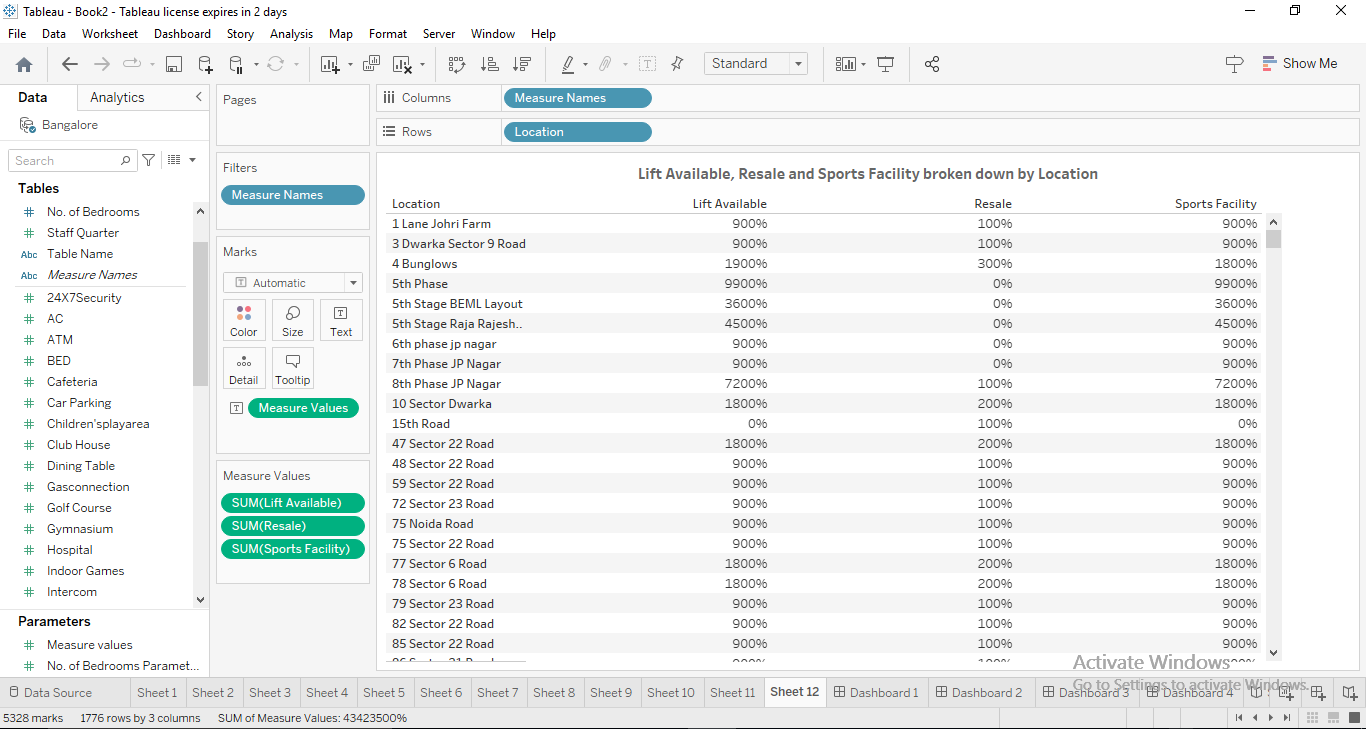 Tableau - Book2 - Tableau license expires in 2 days
File Data Worksheet Dashboard Story Analysis Map Format Server Window Help
Standard
Show Me
Data Analytics
Bangalore
Search
Tables
No. of Bedrooms
Staff Quarter
Abc Table Name
Abc Measure Names
24X7Security
AC
ATM
BED
Cafeteria
Car Parking
Children'splayarea
Club House
Dining Table
Gasconnection
Golf Course
Gymnasium
Hospital
Indoor Games
Intercom
Parameters
Measure values
No. of Bedrooms Paramet...
Pages
Filters
Measure Names
Marks
Automatic
Color Size Text
Detail Tooltip
Measure Values
Measure Values
SUM(Lift Available)
SUM(Resale)
SUM(Sports Facility)
Columns Measure Names
Rows Location
Lift Available, Resale and Sports Facility broken down by Location
Location Lift Available Resale Sports Facility
1 Lane Johri Farm 900% 100% 900%
3 Dwarka Sector 9 Road 900% 100% 900%
4 Bunglows 1900% 300% 1800%
5th Phase 9900% 0% 9900%
5th Stage BEML Layout 3600% 0% 3600%
5th Stage Raja Rajesh.. 4500% 0% 4500%
6th phase jp nagar 900% 0% 900%
7th Phase JP Nagar 900% 0% 900%
8th Phase JP Nagar 7200% 100% 7200%
10 Sector Dwarka 1800% 200% 1800%
15th Road 0% 100% 0%
47 Sector 22 Road 1800% 200% 1800%
48 Sector 22 Road 900% 100% 900%
59 Sector 22 Road 900% 100% 900%
72 Sector 23 Road 900% 100% 900%
75 Noida Road 900% 100% 900%
75 Sector 22 Road 900% 100% 900%
77 Sector 6 Road 1800% 200% 1800%
78 Sector 6 Road 1800% 200% 1800%
79 Sector 23 Road 900% 100% 900%
82 Sector 22 Road 900% 100% 900%
85 Sector 22 Road 900% 100% 900%
Activate Windows
Go to Settings to activate Windows.
Data Source Sheet 1 Sheet 2 Sheet 3 Sheet 4 Sheet 5 Sheet 6 Sheet 7 Sheet 8 Sheet 9 Sheet 10 Sheet 11 Sheet 12 Dashboard 1 Dashboard 2 Dashboard 3 Dashboard 4
5328 marks 1776 rows by 3 columns SUM of Measure Values: 43423500%